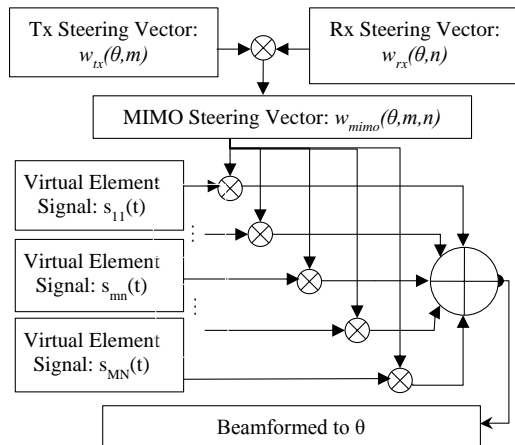 Tx Steering Vector:
w_tx(θ,m)
Rx Steering Vector:
w_rx(θ,n)
MIMO Steering Vector: w_mimo(θ,m,n)
Virtual Element
Signal: s_11(t)
⋮
Virtual Element
Signal: s_mn(t)
⋮
Virtual Element
Signal: s_MN(t)
Beamformed to θ